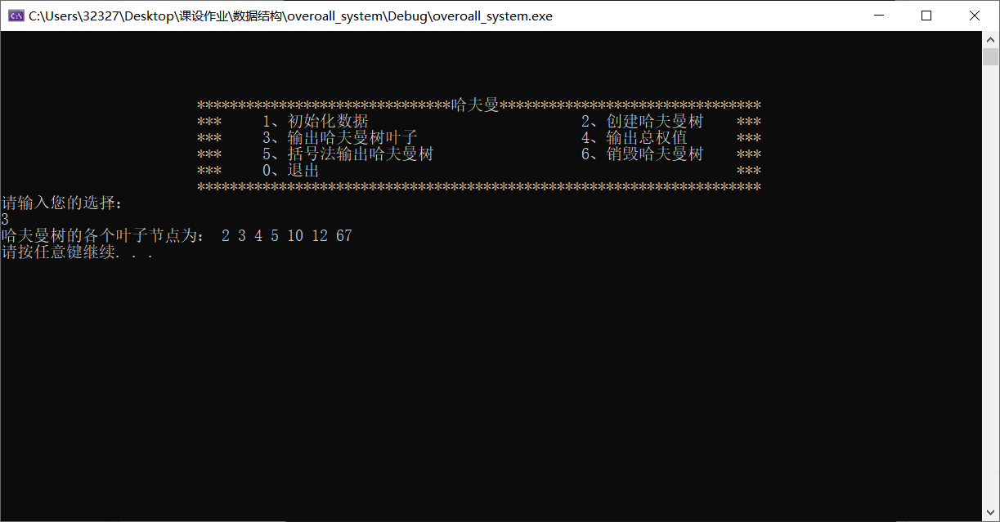 C:\Users\32327\Desktop\课设作业\数据结构\overoall_system\Debug\overoall_system.exe
*******************************哈夫曼********************************
*** 1、初始化数据 2、创建哈夫曼树 ***
*** 3、输出哈夫曼树叶子 4、输出总权值 ***
*** 5、括号法输出哈夫曼树 6、销毁哈夫曼树 ***
*** 0、退出 ***
*********************************************************************
请输入您的选择：
3
哈夫曼树的各个叶子节点为： 2 3 4 5 10 12 67
请按任意键继续. . .